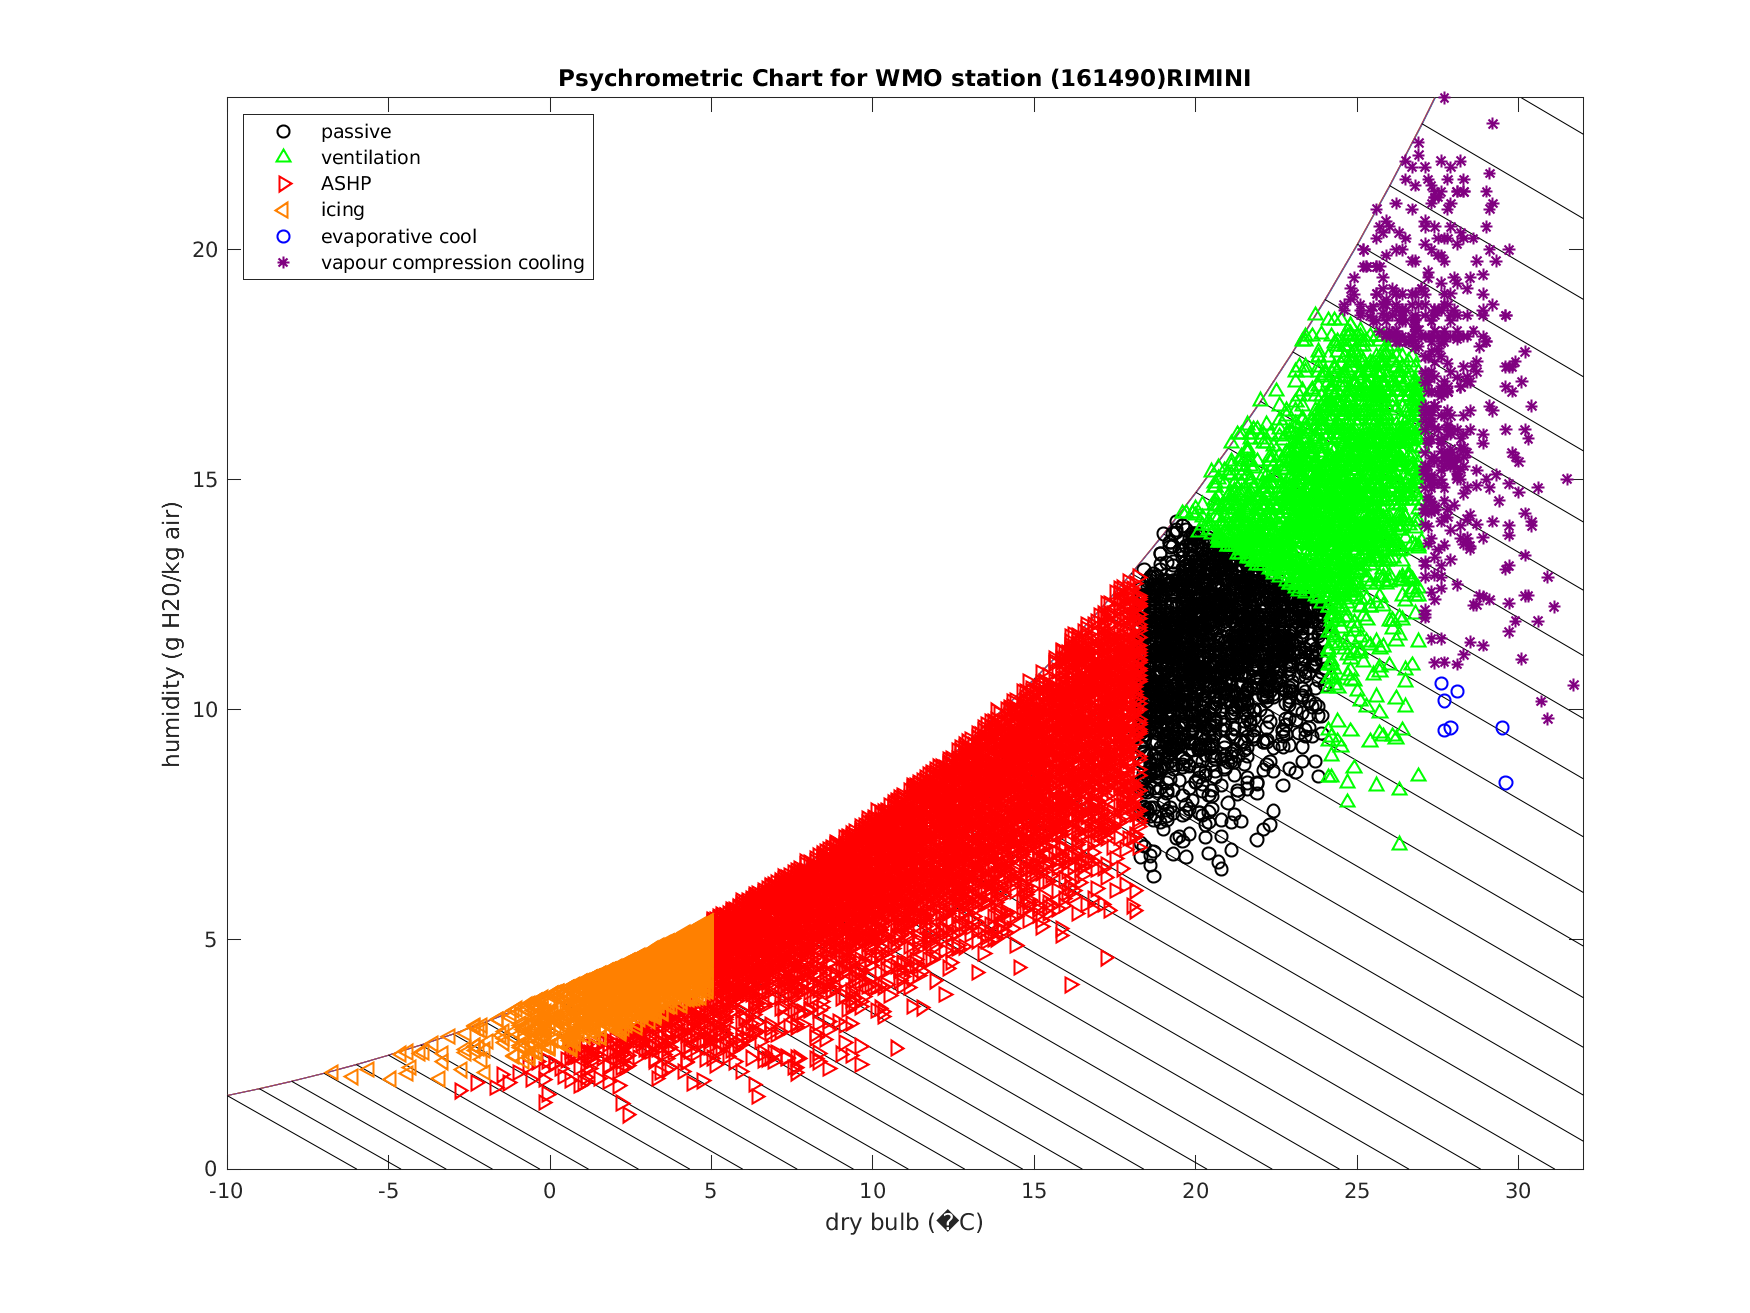 Psychrometric Chart for WMO station (161490)RIMINI
passive
ventilation
ASHP
icing
evaporative cool
vapour compression cooling
humidity (g H20/kg air)
20
15
10
5
0
-10 -5 0 5 10 15 20 25 30
dry bulb (�C)